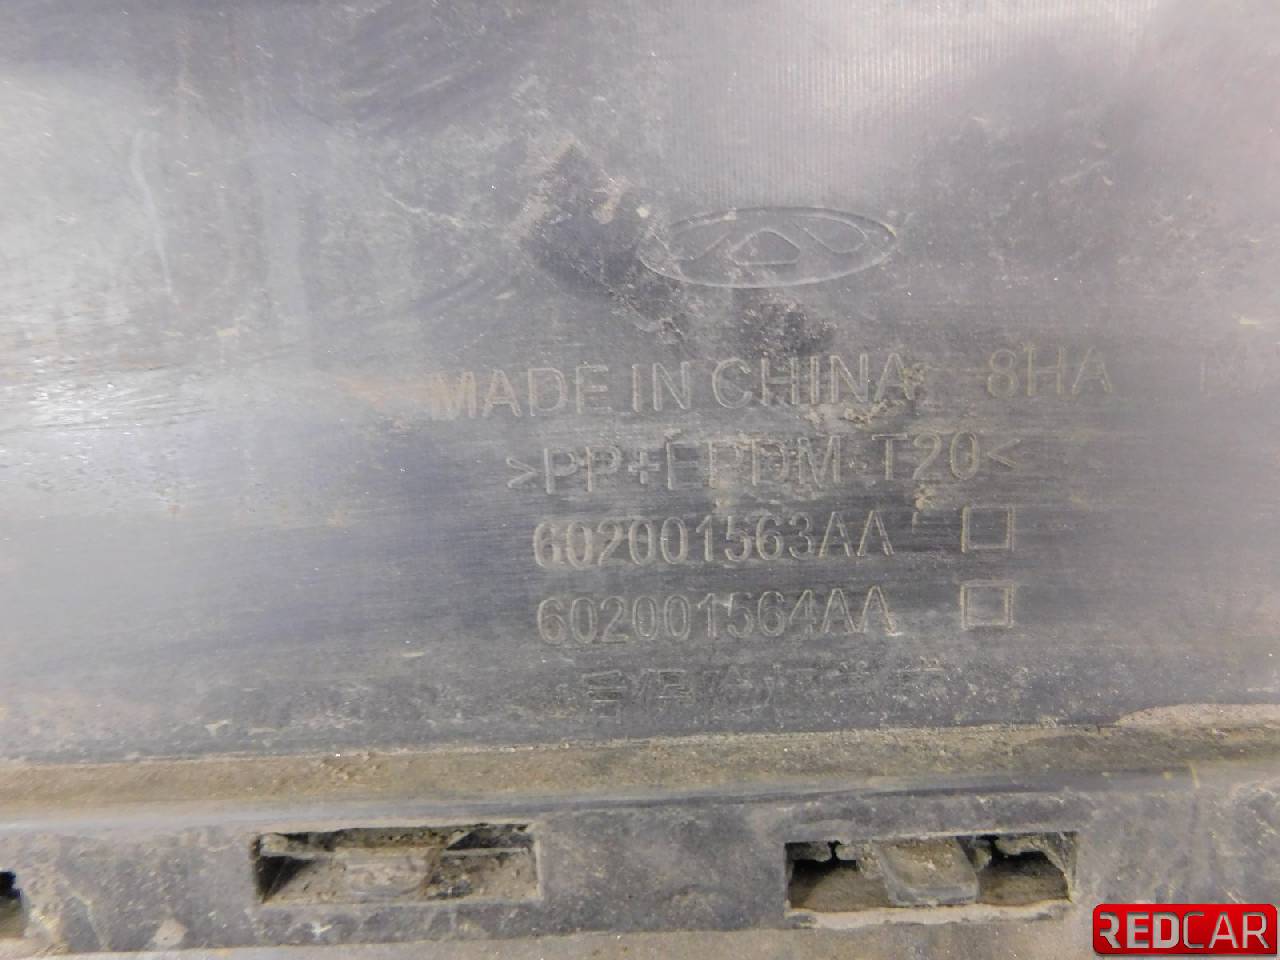 MADE IN CHINA 8HA
>PP+EPDM-T20<
602001563AA
602001564AA
REDCAR